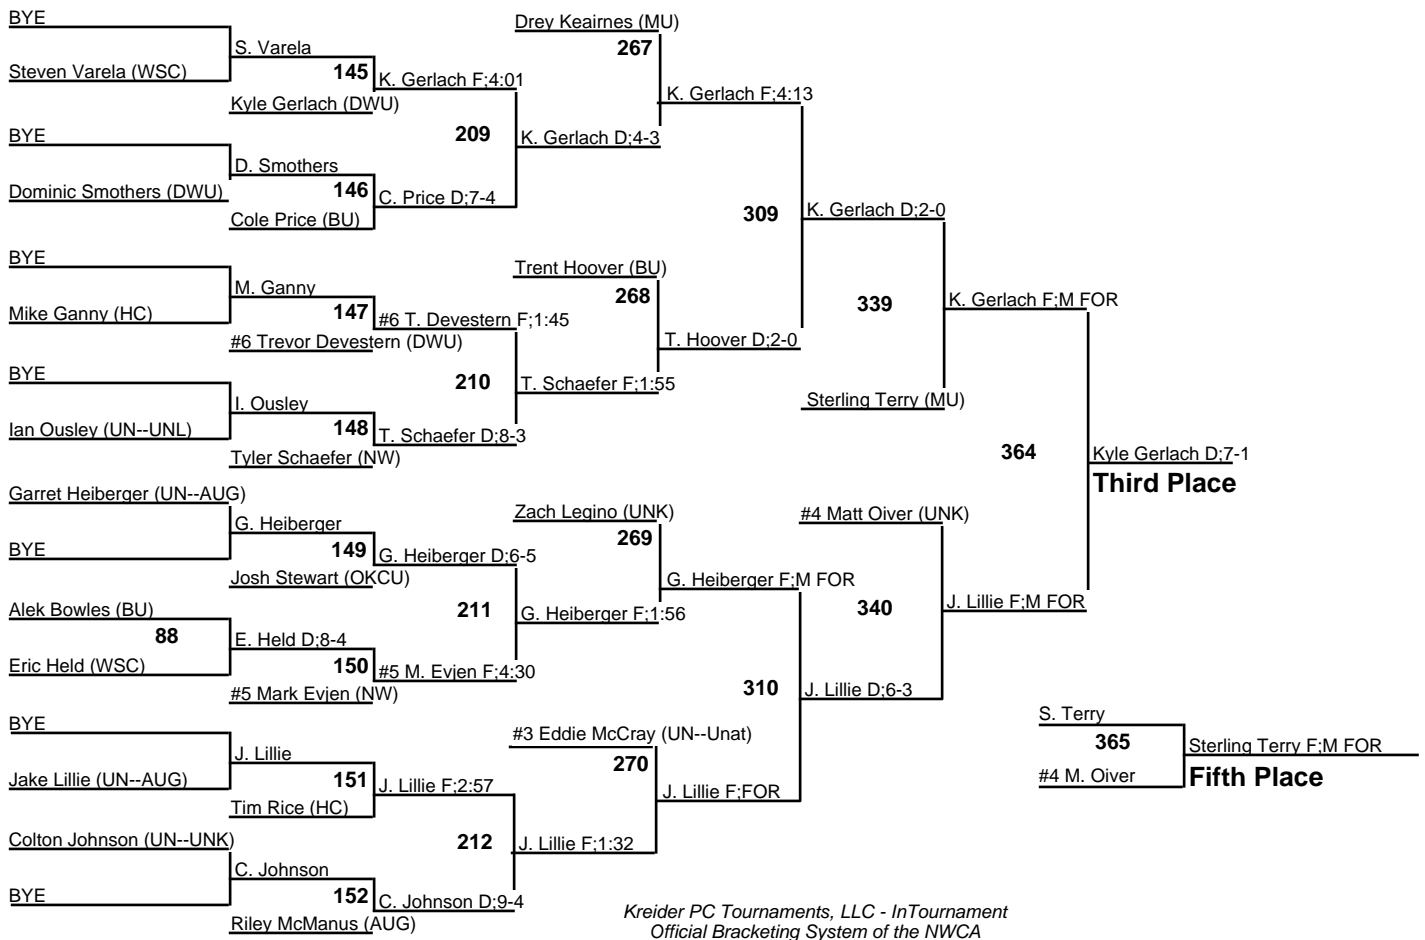 BYE
Steven Varela (WSC)
S. Varela
145
Kyle Gerlach (DWU)
K. Gerlach F;4:01
BYE
Dominic Smothers (DWU)
D. Smothers
146
Cole Price (BU)
C. Price D;7-4
209
K. Gerlach D;4-3
Drey Keairnes (MU)
267
K. Gerlach F;4:13
BYE
Mike Ganny (HC)
M. Ganny
147
#6 Trevor Devestern (DWU)
#6 T. Devestern F;1:45
BYE
Ian Ousley (UN--UNL)
I. Ousley
148
Tyler Schaefer (NW)
T. Schaefer D;8-3
210
T. Schaefer F;1:55
Trent Hoover (BU)
268
T. Hoover D;2-0
309
K. Gerlach D;2-0
339
Sterling Terry (MU)
K. Gerlach F;M FOR
Garret Heiberger (UN--AUG)
BYE
G. Heiberger
149
Josh Stewart (OKCU)
G. Heiberger D;6-5
Alek Bowles (BU)
88
Eric Held (WSC)
E. Held D;8-4
150
#5 Mark Evjen (NW)
#5 M. Evjen F;4:30
211
G. Heiberger F;1:56
Zach Legino (UNK)
269
G. Heiberger F;M FOR
BYE
Jake Lillie (UN--AUG)
J. Lillie
151
Tim Rice (HC)
J. Lillie F;2:57
Colton Johnson (UN--UNK)
BYE
C. Johnson
152
Riley McManus (AUG)
C. Johnson D;9-4
212
J. Lillie F;1:32
#3 Eddie McCray (UN--Unat)
270
J. Lillie F;FOR
310
J. Lillie D;6-3
#4 Matt Oiver (UNK)
340
J. Lillie F;M FOR
364
Kyle Gerlach D;7-1
Third Place
S. Terry
365
#4 M. Oiver
Sterling Terry F;M FOR
Fifth Place
Kreider PC Tournaments, LLC - InTournament
Official Bracketing System of the NWCA